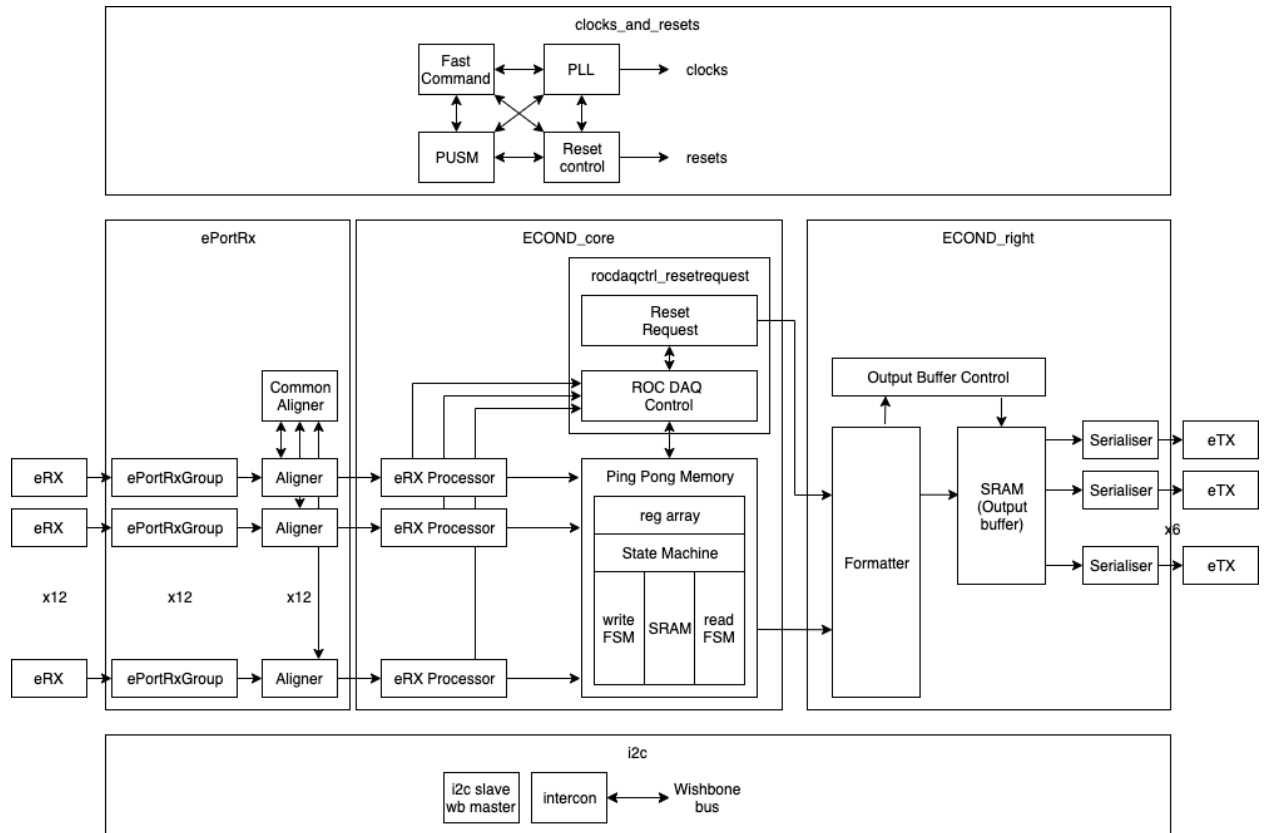 clocks_and_resets
Fast
Command
PLL
clocks
PUSM
Reset
control
resets
ePortRx
ECOND_core
ECOND_right
rocdaqctrl_resetrequest
Reset
Request
Common
Aligner
ROC DAQ
Control
Output Buffer Control
eRX
ePortRxGroup
Aligner
eRX Processor
Ping Pong Memory
Serialiser
eTX
eRX
ePortRxGroup
Aligner
eRX Processor
reg array
Serialiser
eTX
SRAM
(Output
buffer)
x6
State Machine
Formatter
Serialiser
eTX
x12
x12
x12
write
FSM
SRAM
read
FSM
eRX
ePortRxGroup
Aligner
eRX Processor
i2c
i2c slave
wb master
intercon
Wishbone
bus